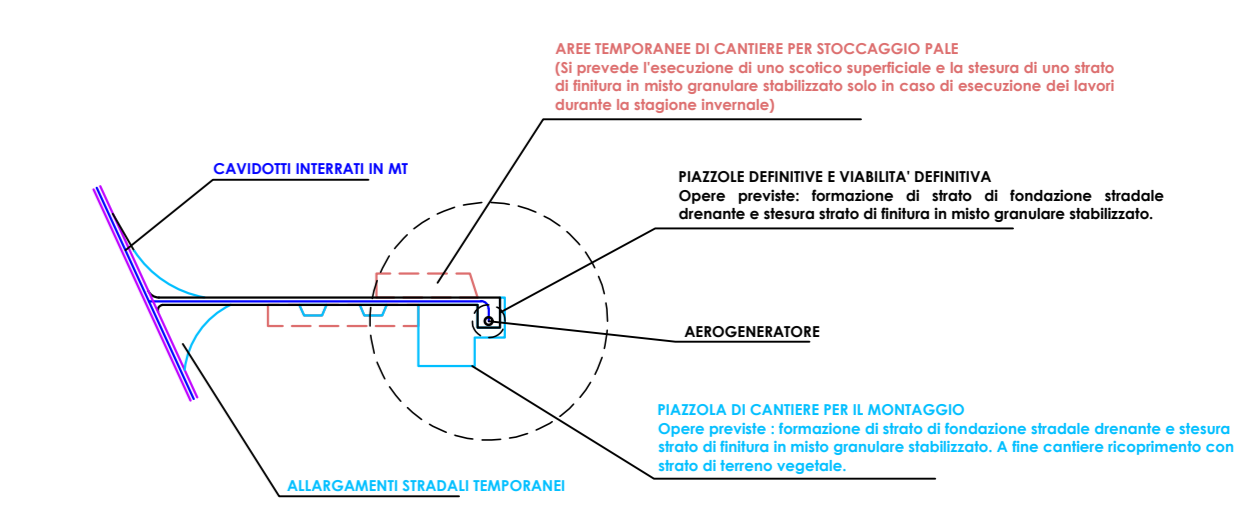 AREE TEMPORANEE DI CANTIERE PER STOCCAGGIO PALE
(Si prevede l'esecuzione di uno scotico superficiale e la stesura di uno strato
di finitura in misto granulare stabilizzato solo in caso di esecuzione dei lavori
durante la stagione invernale)
CAVIDOTTI INTERRATI IN MT
PIAZZOLE DEFINITIVE E VIABILITA' DEFINITIVA
Opere previste: formazione di strato di fondazione stradale
drenante e stesura strato di finitura in misto granulare stabilizzato.
AEROGENERATORE
PIAZZOLA DI CANTIERE PER IL MONTAGGIO
Opere previste : formazione di strato di fondazione stradale drenante e stesura
strato di finitura in misto granulare stabilizzato. A fine cantiere ricoprimento con
strato di terreno vegetale.
ALLARGAMENTI STRADALI TEMPORANEI